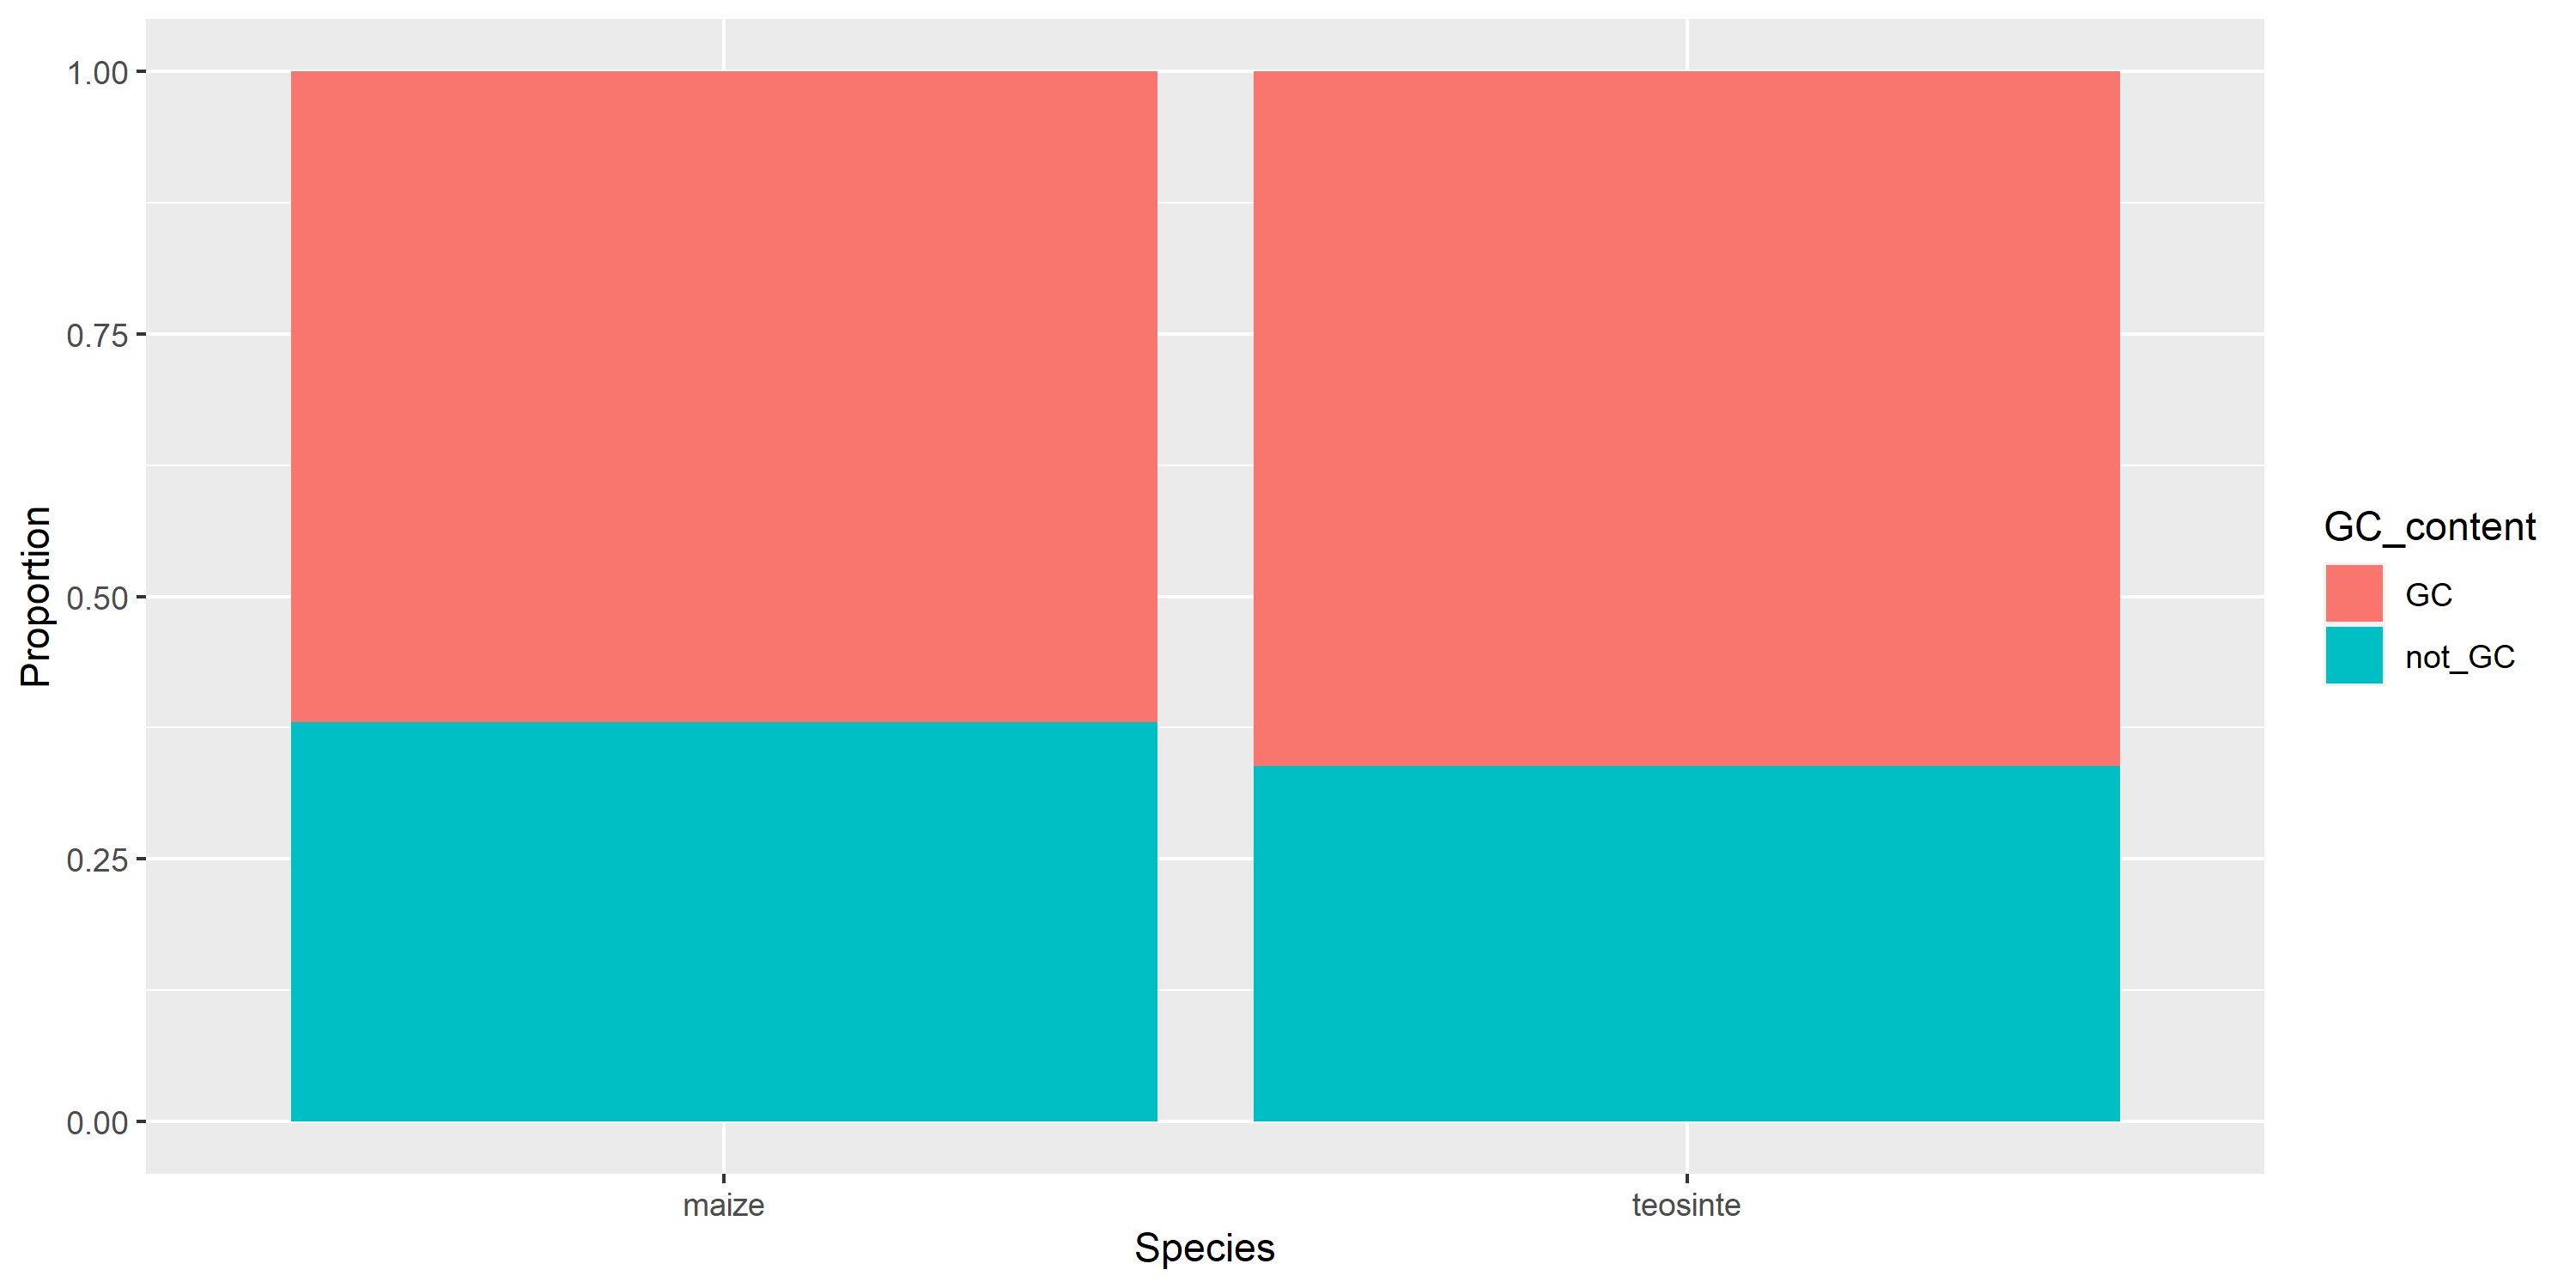 1.00
0.75
0.50
0.25
0.00
Proportion
maize
teosinte
Species
GC_content
GC
not_GC